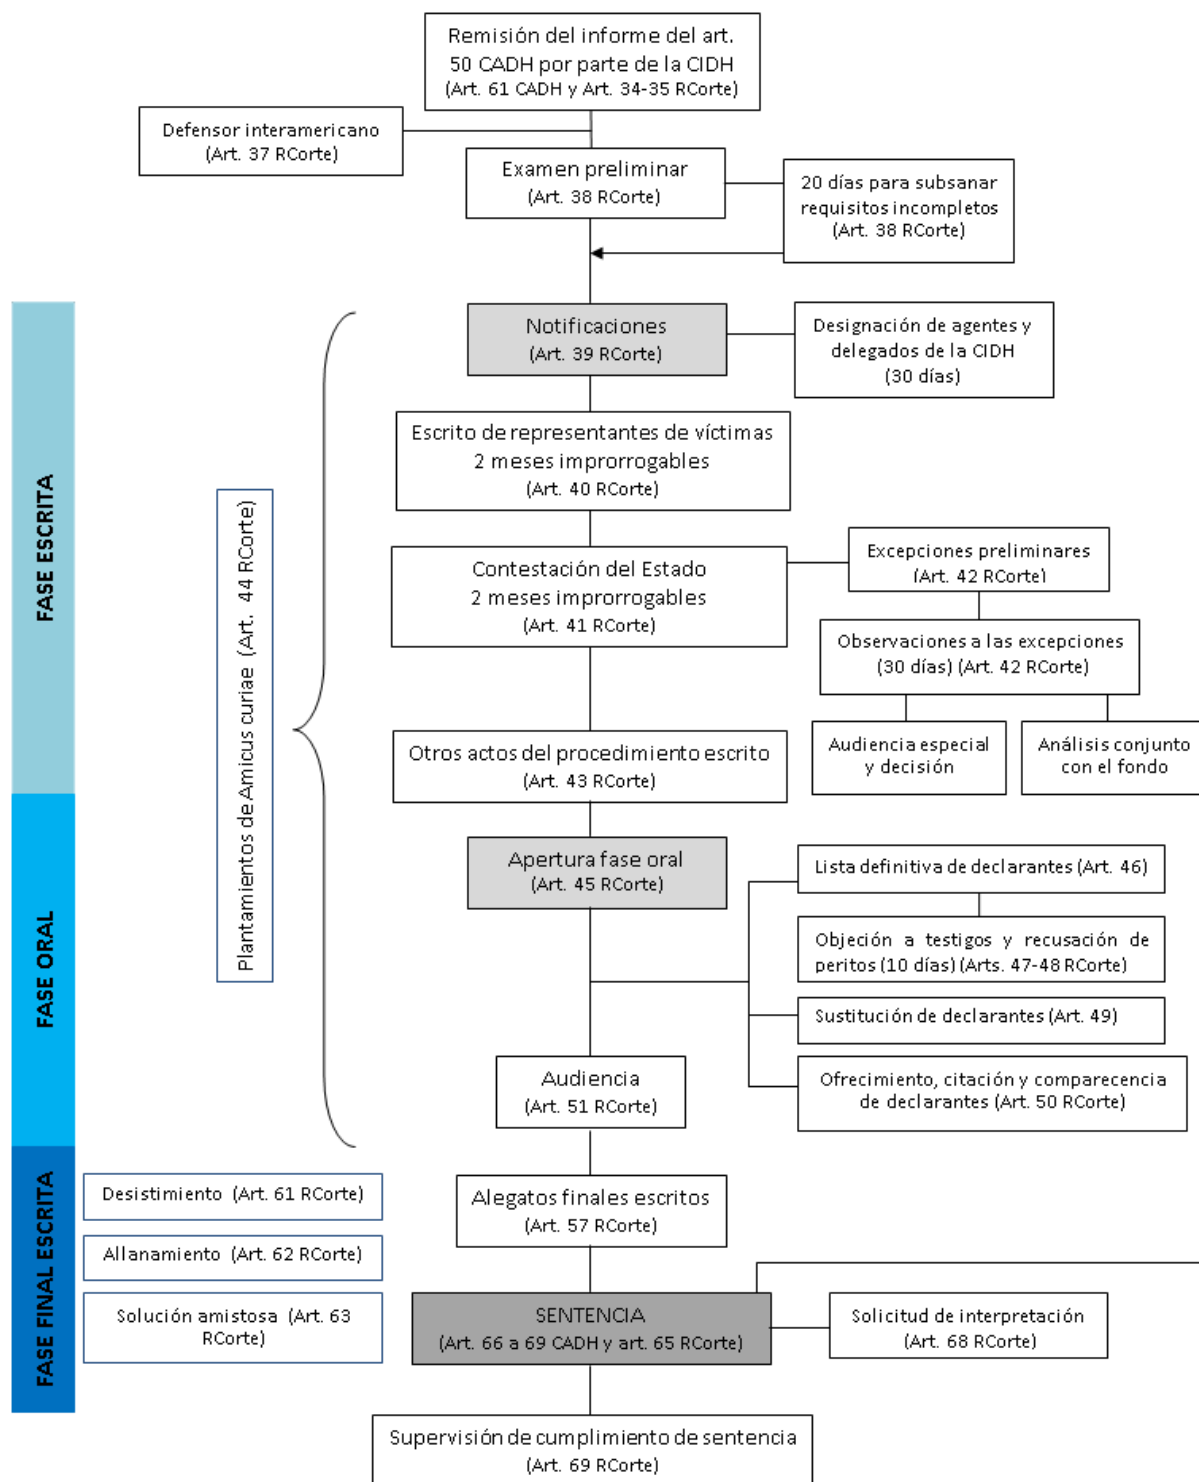 Remisión del informe del art.
50 CADH por parte de la CIDH
(Art. 61 CADH y Art. 34-35 RCorte)
Defensor interamericano
(Art. 37 RCorte)
Examen preliminar
(Art. 38 RCorte)
20 días para subsanar
requisitos incompletos
(Art. 38 RCorte)
FASE ESCRITA
Notificaciones
(Art. 39 RCorte)
Designación de agentes y
delegados de la CIDH
(30 días)
Escrito de representantes de víctimas
2 meses improrrogables
(Art. 40 RCorte)
Plantamientos de Amicus curiae (Art. 44 RCorte)
Contestación del Estado
2 meses improrrogables
(Art. 41 RCorte)
Excepciones preliminares
(Art. 42 RCorte)
Observaciones a las excepciones
(30 días) (Art. 42 RCorte)
Audiencia especial
y decisión
Análisis conjunto
con el fondo
Otros actos del procedimiento escrito
(Art. 43 RCorte)
FASE ORAL
Apertura fase oral
(Art. 45 RCorte)
Lista definitiva de declarantes (Art. 46)
Objeción a testigos y recusación de
peritos (10 días) (Arts. 47-48 RCorte)
Sustitución de declarantes (Art. 49)
Ofrecimiento, citación y comparecencia
de declarantes (Art. 50 RCorte)
Audiencia
(Art. 51 RCorte)
FASE FINAL ESCRITA
Desistimiento (Art. 61 RCorte)
Alegatos finales escritos
(Art. 57 RCorte)
Allanamiento (Art. 62 RCorte)
Solución amistosa (Art. 63
RCorte)
SENTENCIA
(Art. 66 a 69 CADH y art. 65 RCorte)
Solicitud de interpretación
(Art. 68 RCorte)
Supervisión de cumplimiento de sentencia
(Art. 69 RCorte)